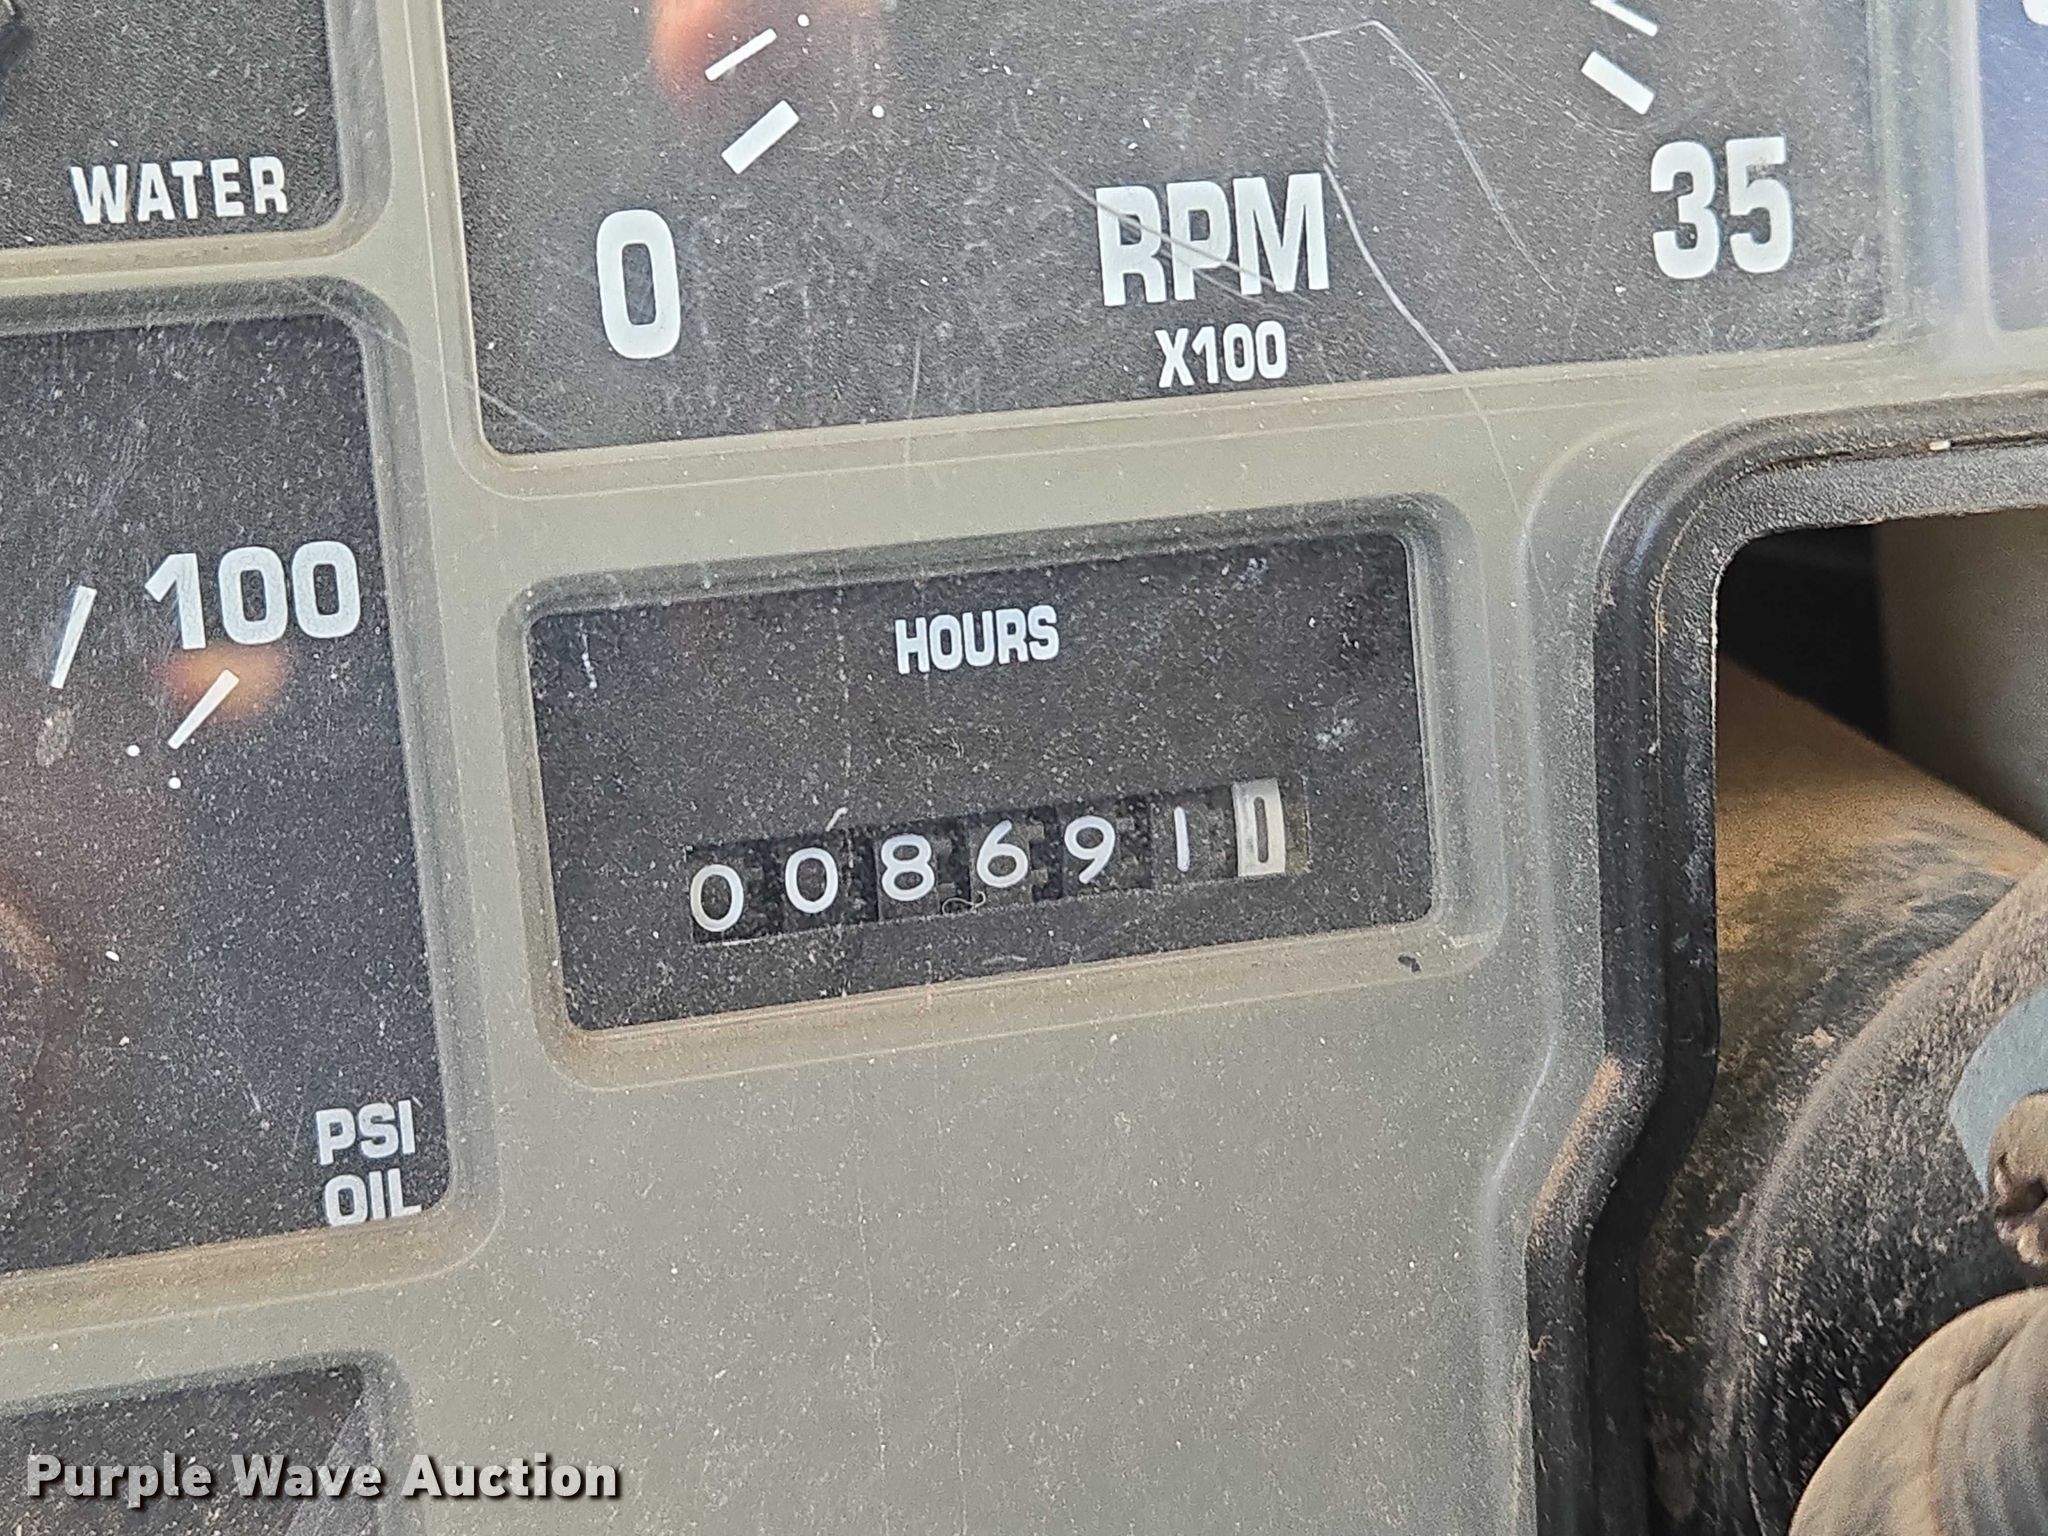 WATER
0
RPM
X100
35
100
HOURS
0086910
PSI
OIL
Purple Wave Auction